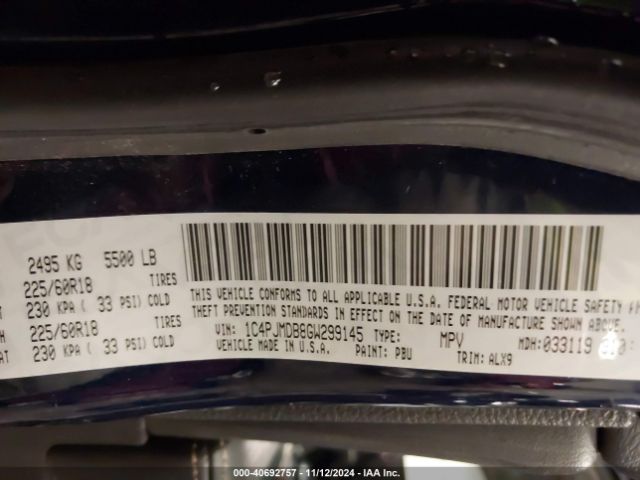 2495 KG 5500 LB
225/60R18 TIRES
230 KPA ( 33 PSI) COLD
225/60R18 TIRES
230 KPA ( 33 PSI) COLD
THIS VEHICLE CONFORMS TO ALL APPLICABLE U.S.A. FEDERAL MOTOR VEHICLE SAFETY
THEFT PREVENTION STANDARDS IN EFFECT ON THE DATE OF MANUFACTURE SHOWN ABOVE.
VIN: 1C4PJMDB8GW299145 TYPE: MPV MDH: 033119
VEHICLE MADE IN U.S.A. PAINT: PBU TRIM: ALX9
000-40692757 - 11/12/2024 - IAA Inc.